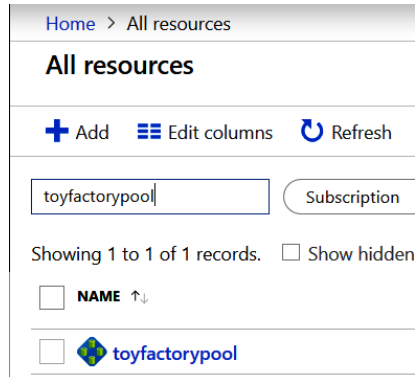 Home > All resources
All resources
Add Edit columns Refresh
toyfactorypool Subscription
Showing 1 to 1 of 1 records. Show hidden
NAME ↑↓
toyfactorypool